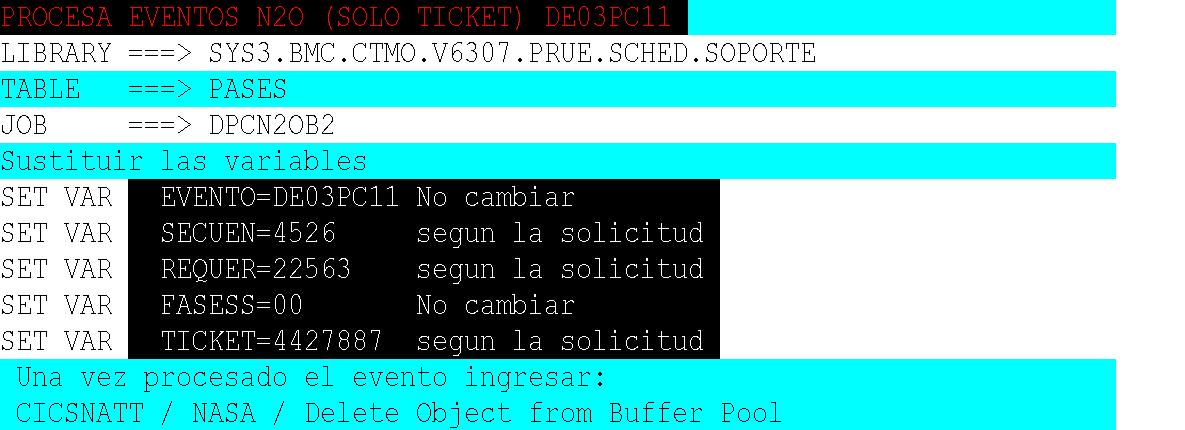 PROCESA EVENTOS N2O (SOLO TICKET) DE03PC11
LIBRARY ===> SYS3.BMC.CTMO.V6307.PRUE.SCHED.SOPORTE
TABLE   ===> PASES
JOB     ===> DPCN2OB2
Sustituir las variables
SET VAR   EVENTO=DE03PC11 No cambiar
SET VAR   SECUEN=4526     segun la solicitud
SET VAR   REQUER=22563    segun la solicitud
SET VAR   FASESS=00       No cambiar
SET VAR   TICKET=4427887  segun la solicitud
Una vez procesado el evento ingresar:
CICSNATT / NASA / Delete Object from Buffer Pool